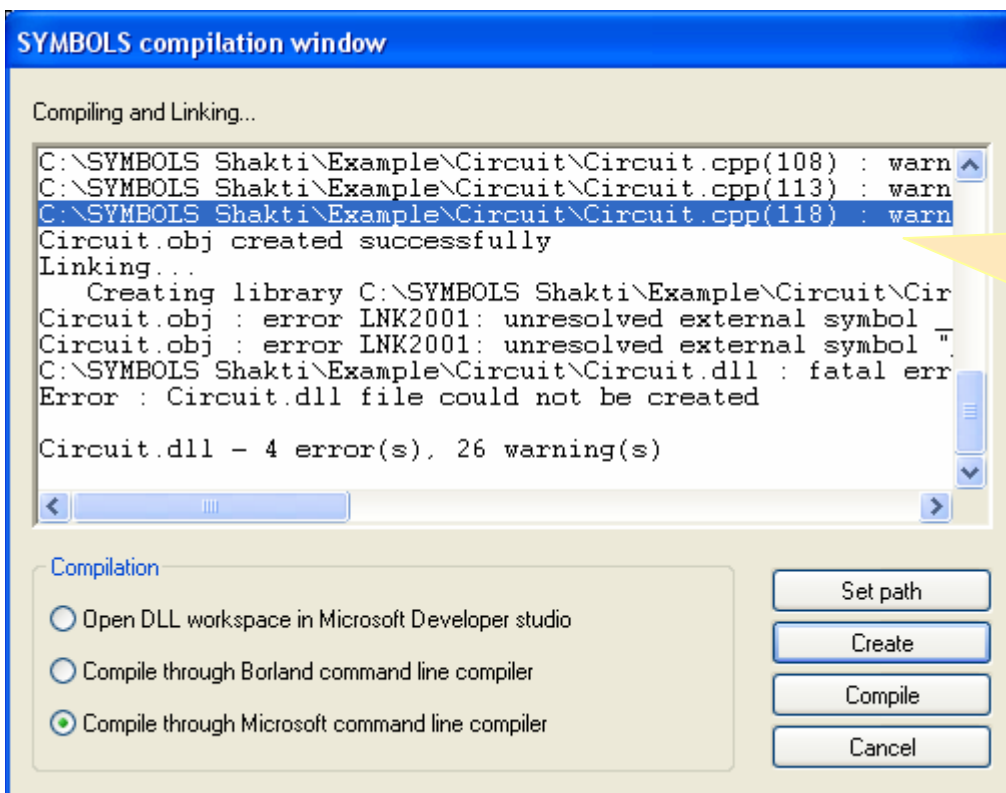 SYMBOLS compilation window
Compiling and Linking...
C:\SYMBOLS Shakti\Example\Circuit\Circuit.cpp(108) : warn
C:\SYMBOLS Shakti\Example\Circuit\Circuit.cpp(113) : warn
C:\SYMBOLS Shakti\Example\Circuit\Circuit.cpp(118) : warn
Circuit.obj created successfully
Linking...
Creating library C:\SYMBOLS Shakti\Example\Circuit\Cir
Circuit.obj : error LNK2001: unresolved external symbol _
Circuit.obj : error LNK2001: unresolved external symbol "
C:\SYMBOLS Shakti\Example\Circuit\Circuit.dll : fatal err
Error : Circuit.dll file could not be created
Circuit.dll - 4 error(s), 26 warning(s)
Compilation
Open DLL workspace in Microsoft Developer studio
Compile through Borland command line compiler
Compile through Microsoft command line compiler
Set path
Create
Compile
Cancel